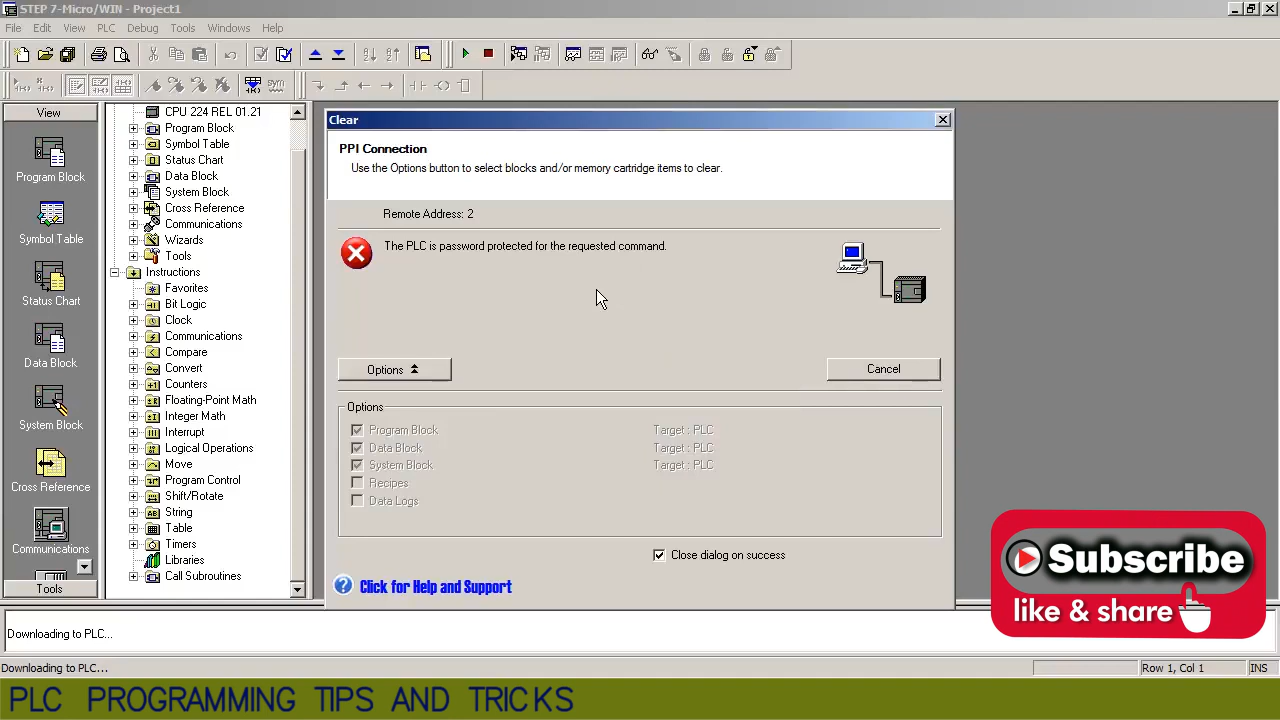 STEP 7-Micro/WIN - Project1
File Edit View PLC Debug Tools Windows Help
View
Program Block
Symbol Table
Status Chart
Data Block
System Block
Cross Reference
Communications
Tools
CPU 224 REL 01.21
Program Block
Symbol Table
Status Chart
Data Block
System Block
Cross Reference
Communications
Wizards
Tools
Instructions
Favorites
Bit Logic
Clock
Communications
Compare
Convert
Counters
Floating-Point Math
Integer Math
Interrupt
Logical Operations
Move
Program Control
Shift/Rotate
String
Table
Timers
Libraries
Call Subroutines
Clear
PPI Connection
Use the Options button to select blocks and/or memory cartridge items to clear.
Remote Address: 2
The PLC is password protected for the requested command.
Options
Cancel
Options
Program Block Target : PLC
Data Block Target : PLC
System Block Target : PLC
Recipes
Data Logs
Close dialog on success
Click for Help and Support
Subscribe
like & share
Downloading to PLC...
Downloading to PLC...
Row 1, Col 1
INS
PLC PROGRAMMING TIPS AND TRICKS